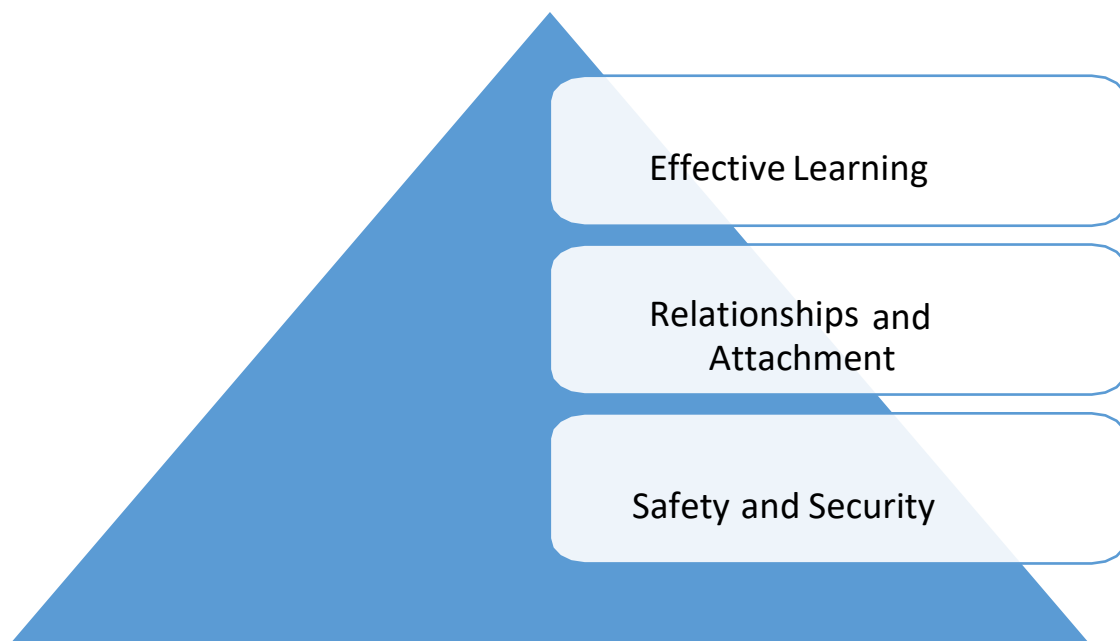 Effective Learning
Relationships and
Attachment
Safety and Security